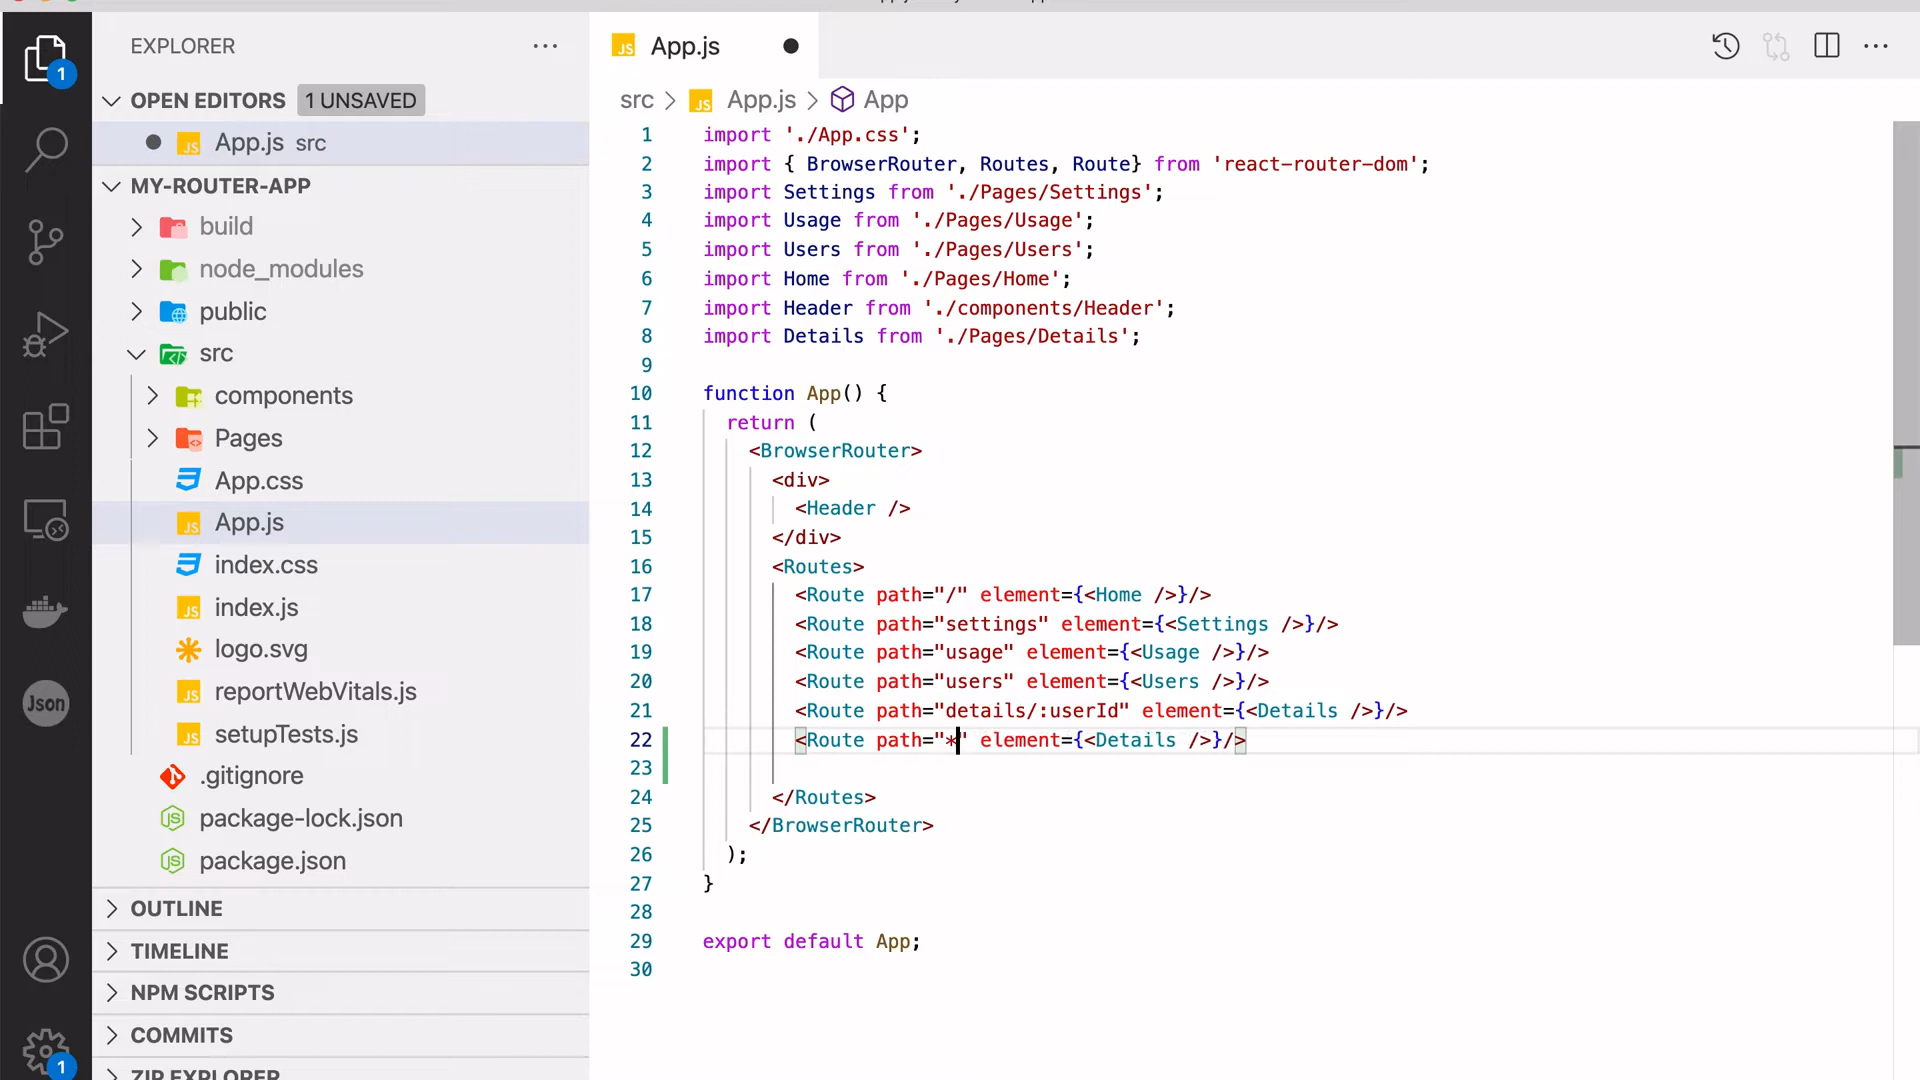 EXPLORER
OPEN EDITORS 1 UNSAVED
App.js src
MY-ROUTER-APP
build
node_modules
public
src
components
Pages
App.css
App.js
index.css
index.js
logo.svg
reportWebVitals.js
setupTests.js
.gitignore
package-lock.json
package.json
OUTLINE
TIMELINE
NPM SCRIPTS
COMMITS
ZIP EXPLORER
1
Json
1
JS App.js
src > JS App.js > App
1 import './App.css';
2 import { BrowserRouter, Routes, Route} from 'react-router-dom';
3 import Settings from './Pages/Settings';
4 import Usage from './Pages/Usage';
5 import Users from './Pages/Users';
6 import Home from './Pages/Home';
7 import Header from './components/Header';
8 import Details from './Pages/Details';
9
10 function App() {
11 return (
12 <BrowserRouter>
13 <div>
14 <Header />
15 </div>
16 <Routes>
17 <Route path="/" element={<Home />}/>
18 <Route path="settings" element={<Settings />}/>
19 <Route path="usage" element={<Usage />}/>
20 <Route path="users" element={<Users />}/>
21 <Route path="details/:userId" element={<Details />}/>
22 <Route path="*" element={<Details />}/>
23
24 </Routes>
25 </BrowserRouter>
26 );
27 }
28
29 export default App;
30